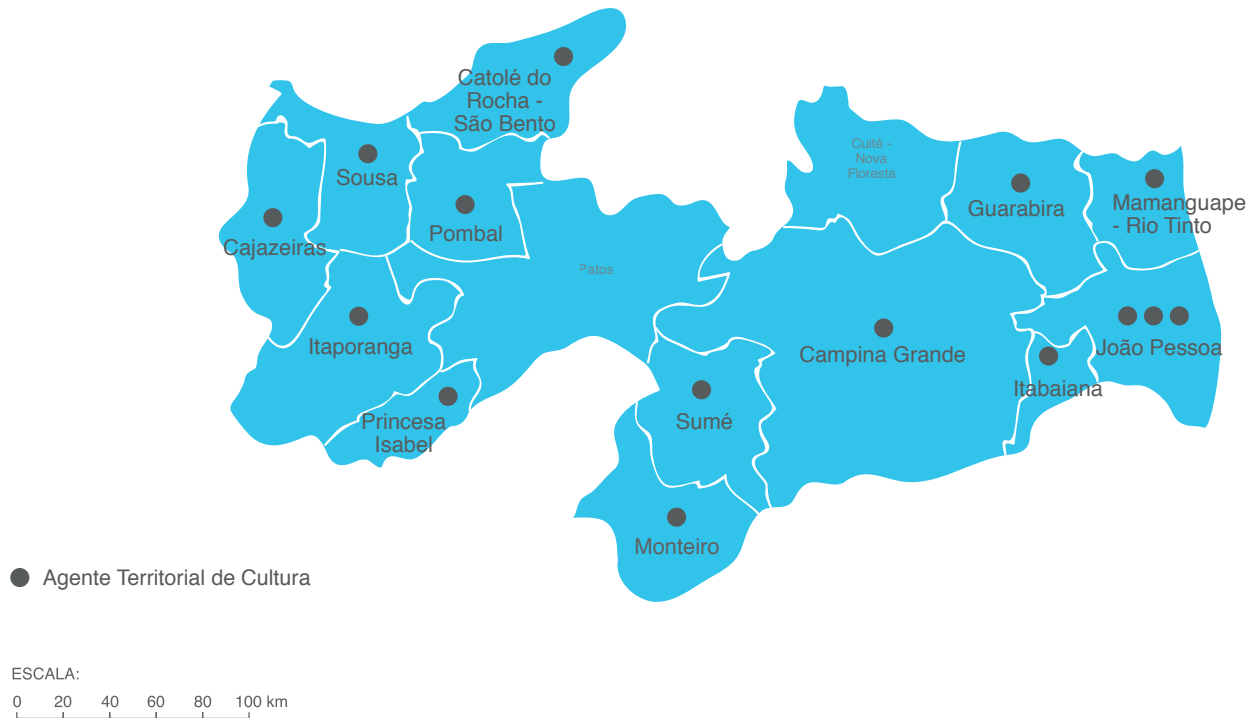 Catolé do
Rocha -
São Bento
Cuité -
Nova
Floresta
Sousa
Guarabira
Mamanguape
- Rio Tinto
Pombal
Cajazeiras
Patos
Itaporanga
Campina Grande
João Pessoa
Itabaiana
Princesa
Isabel
Sumé
Monteiro
Agente Territorial de Cultura
ESCALA:
0 20 40 60 80 100 km